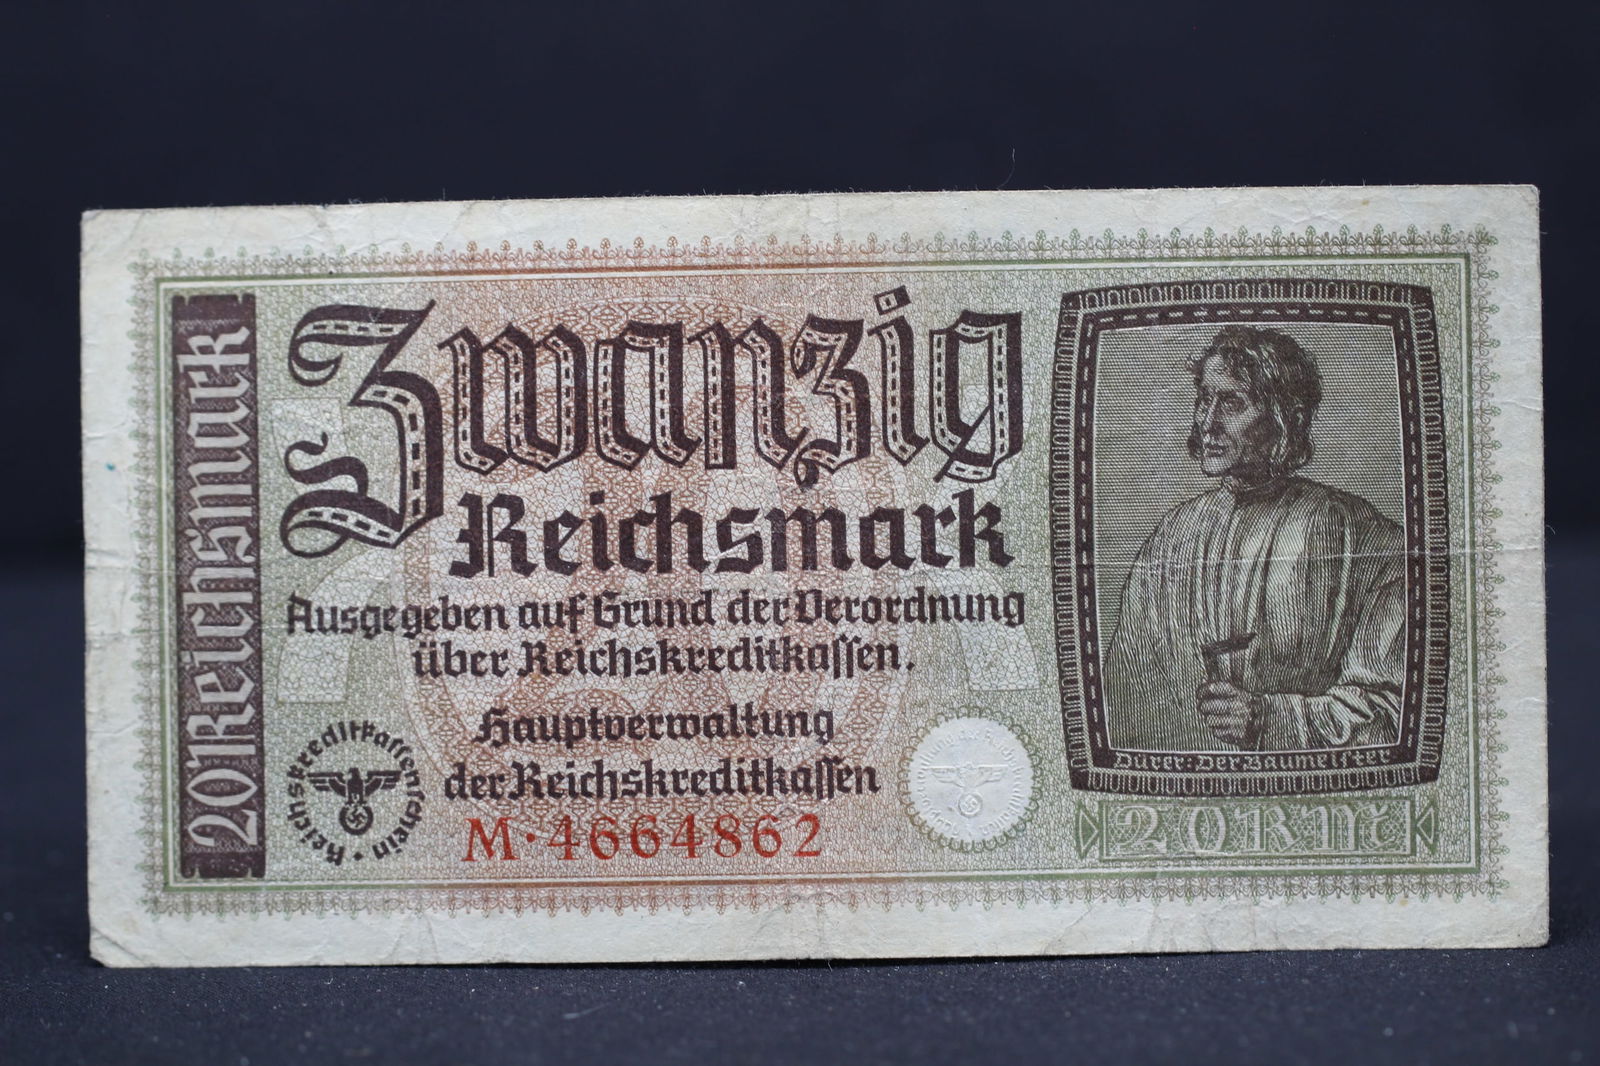 20 Reichsmark
Zwanzig
Reichsmark
Ausgegeben auf Grund der Verordnung
über Reichskreditkassen.
Hauptverwaltung
der Reichskreditkassen
M·4664862
Reichskreditkassenschein
Dürer: Der Baumeister
20 RM